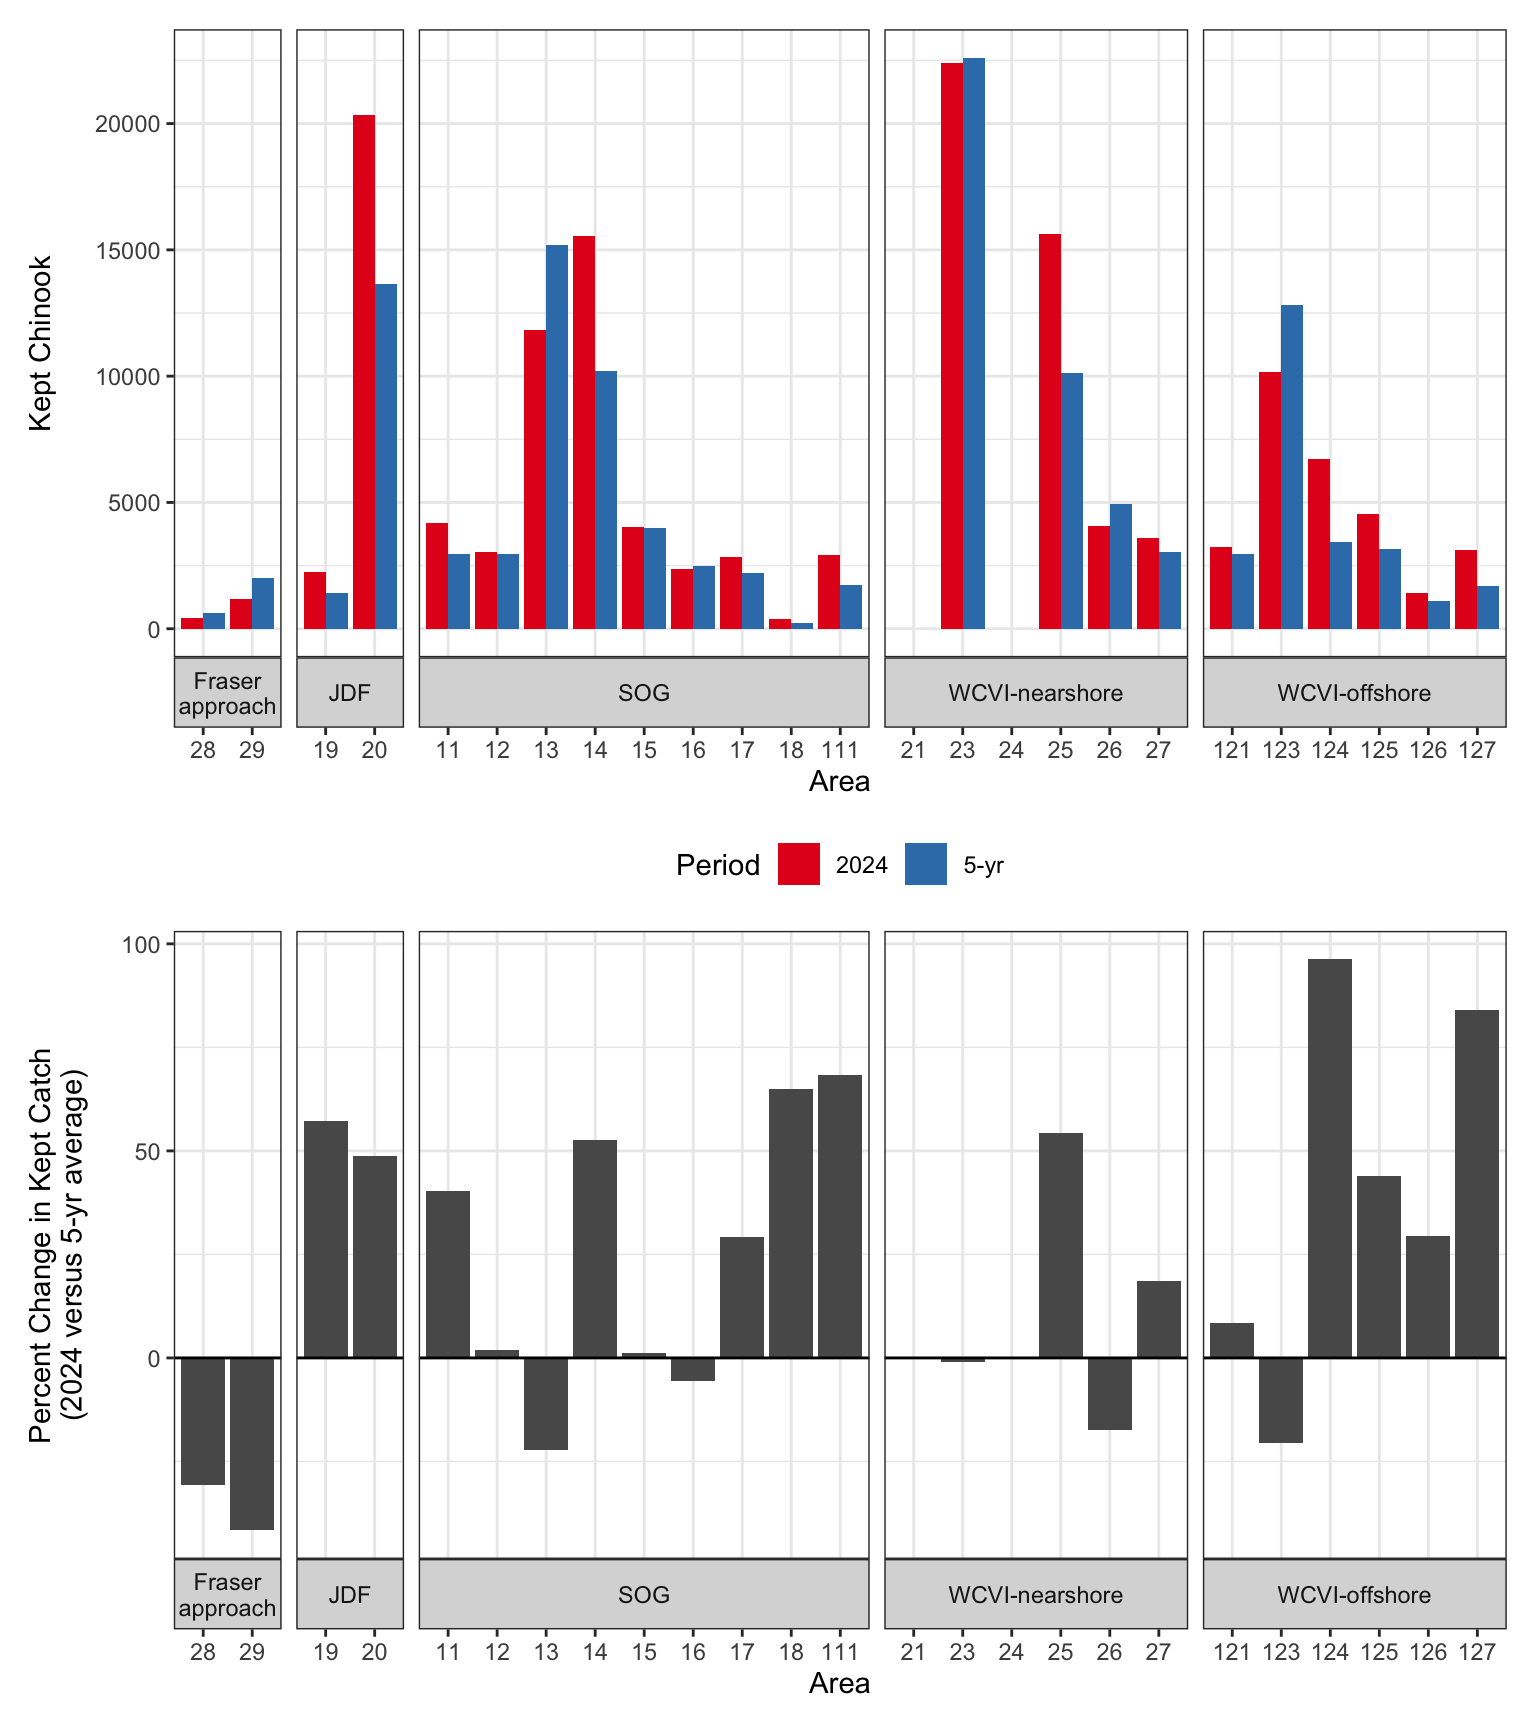 Kept Chinook
20000
15000
10000
5000
0
Fraser
approach
JDF
SOG
WCVI-nearshore
WCVI-offshore
28 29 19 20 11 12 13 14 15 16 17 18 111 21 23 24 25 26 27 121 123 124 125 126 127
Area
Period 2024 5-yr
Percent Change in Kept Catch
(2024 versus 5-yr average)
100
50
0
Fraser
approach
JDF
SOG
WCVI-nearshore
WCVI-offshore
28 29 19 20 11 12 13 14 15 16 17 18 111 21 23 24 25 26 27 121 123 124 125 126 127
Area